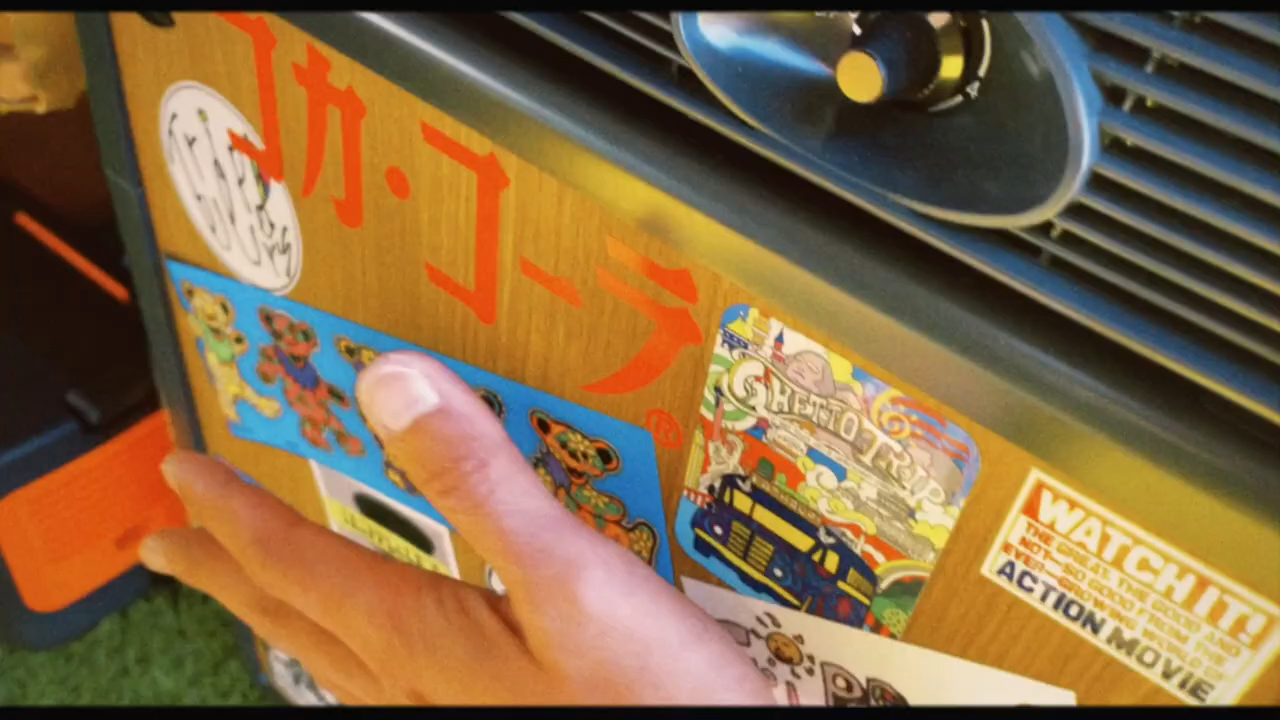 コカ・コーラ
®
GHETTO TRIP
WATCH IT!
THE GREAT, THE GOOD AND
NOT-SO GOOD FROM THE
EVER-GROWING WORLD OF
ACTION MOVIE